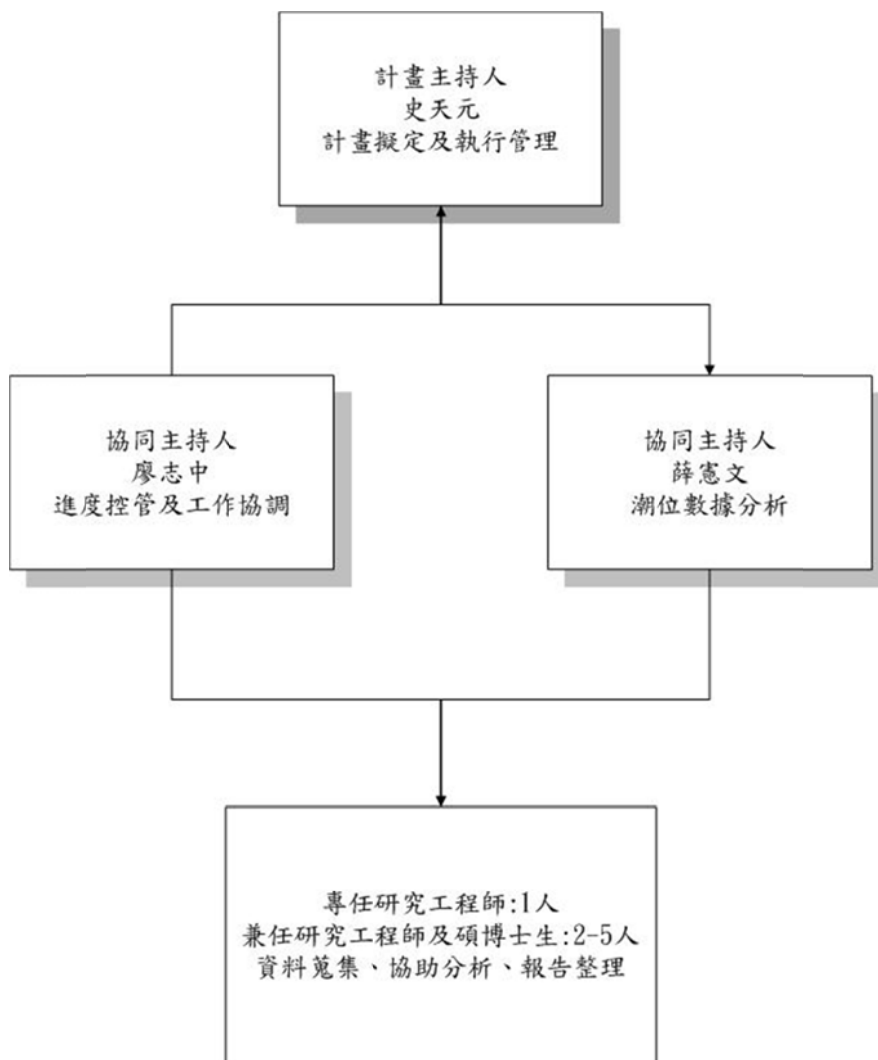 計畫主持人
史天元
計畫擬定及執行管理
協同主持人
廖志中
進度控管及工作協調
協同主持人
薛憲文
潮位數據分析
專任研究工程師:1人
兼任研究工程師及碩博士生:2-5人
資料蒐集、協助分析、報告整理